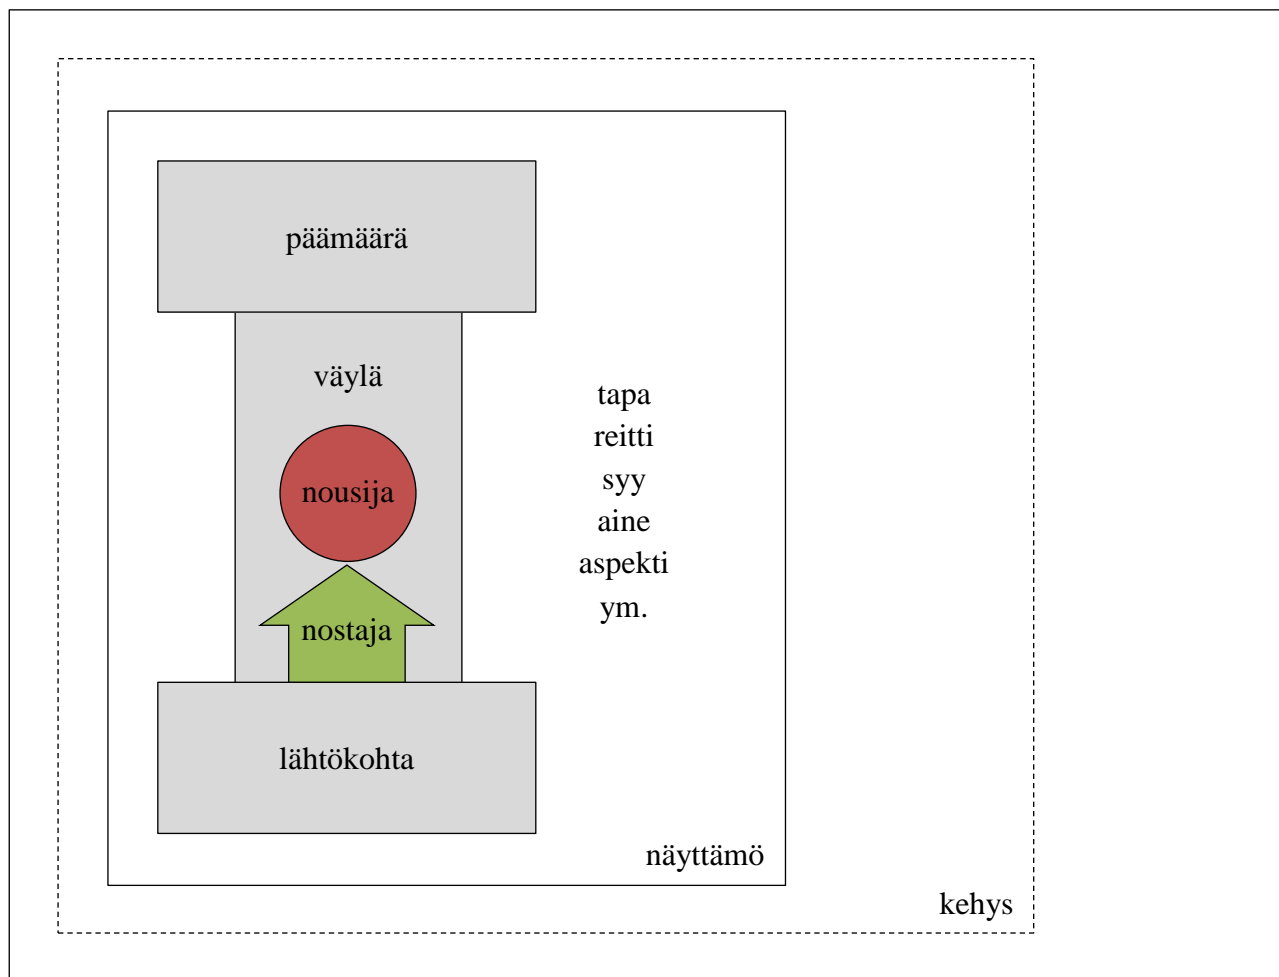 päämäärä
väylä
tapa
reitti
syy
aine
aspekti
ym.
nousija
nostaja
lähtökohta
näyttämö
kehys